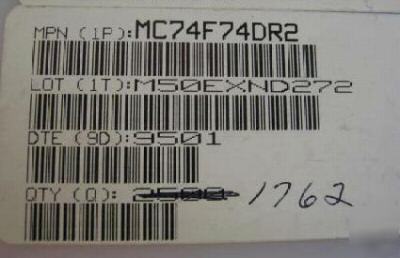 MPN (1P): MC74F74DR2
LOT (1T): M50EXND272
DTE (9D): 9501
QTY (Q): 2500 1762